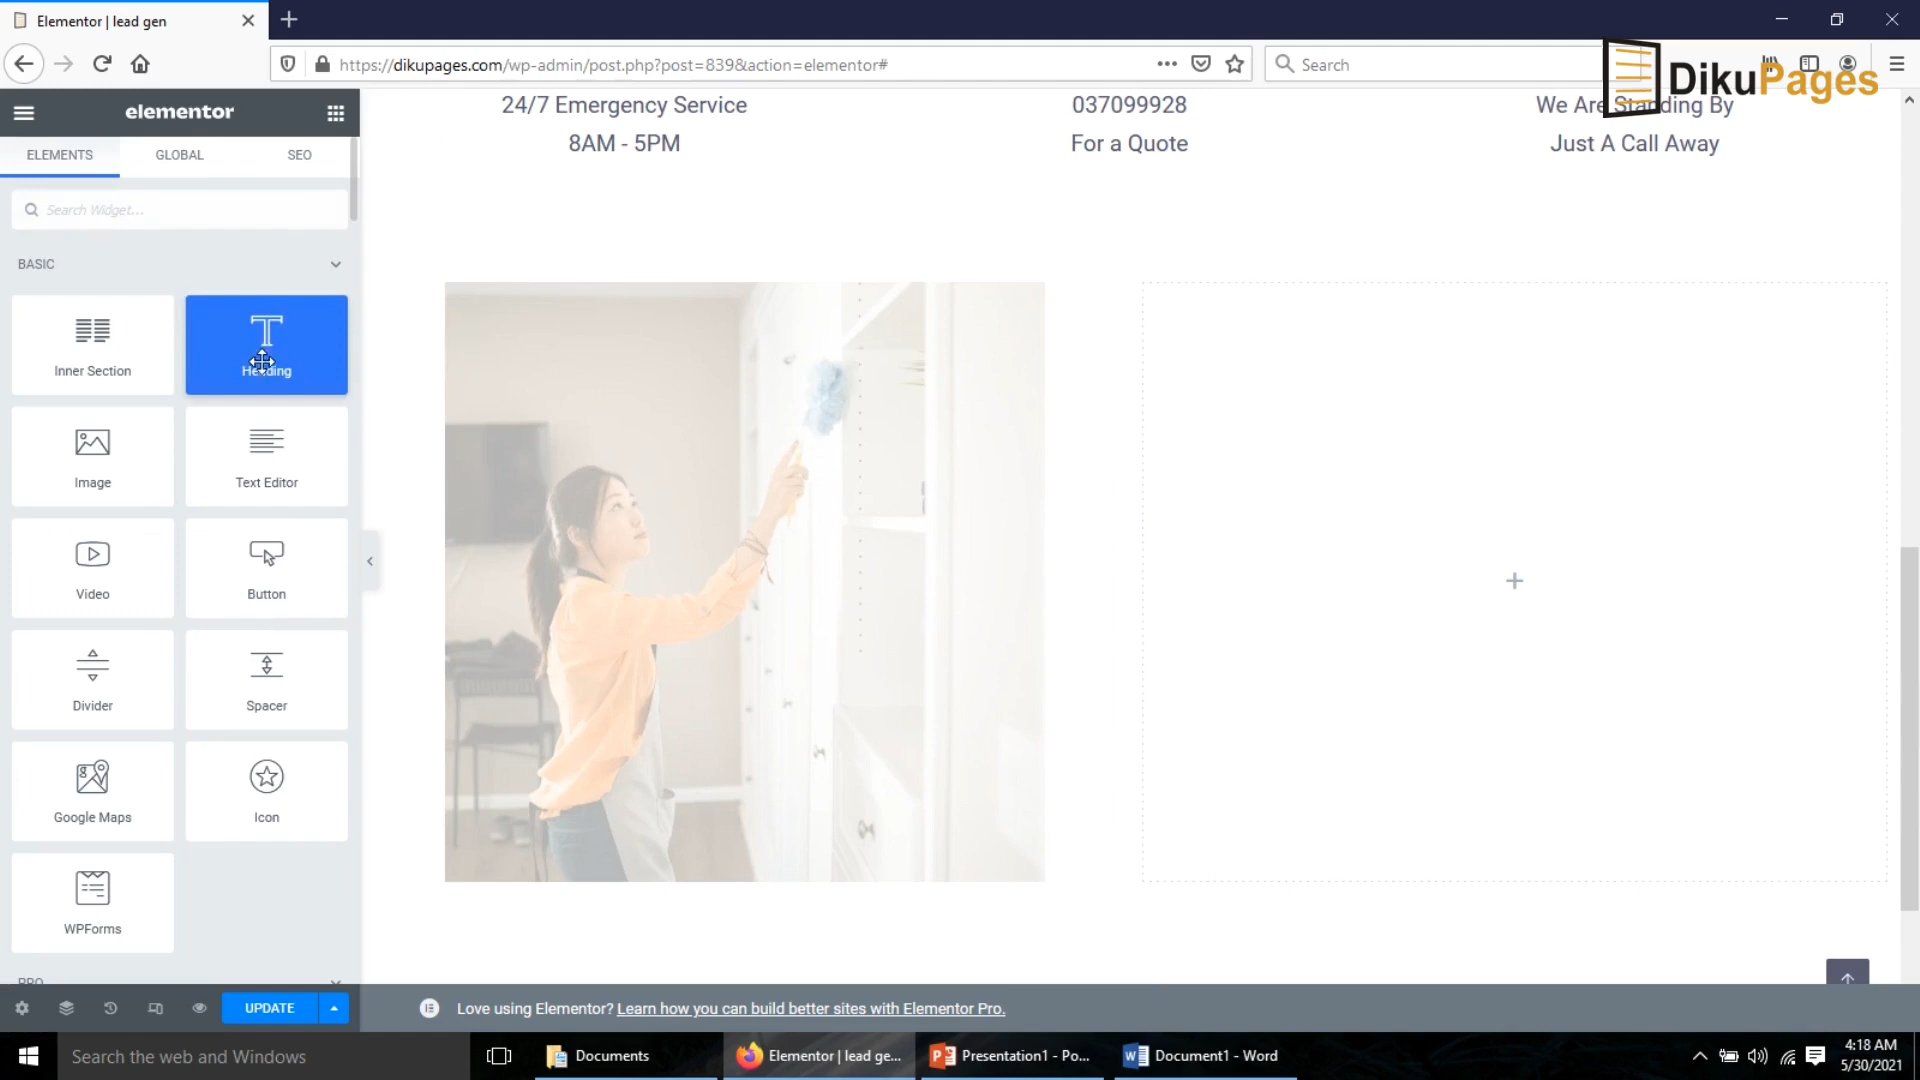 Elementor | lead gen
https://dikupages.com/wp-admin/post.php?post=839&action=elementor#
Search
DikuPages
elementor
ELEMENTS
GLOBAL
SEO
Search Widget...
BASIC
Inner Section
Heading
Image
Text Editor
Video
Button
Divider
Spacer
Google Maps
Icon
WPForms
PRO
UPDATE
24/7 Emergency Service
8AM - 5PM
037099928
For a Quote
We Are Standing By
Just A Call Away
Love using Elementor? Learn how you can build better sites with Elementor Pro.
Search the web and Windows
Documents
Elementor | lead ge...
Presentation1 - Po...
Document1 - Word
4:18 AM
5/30/2021